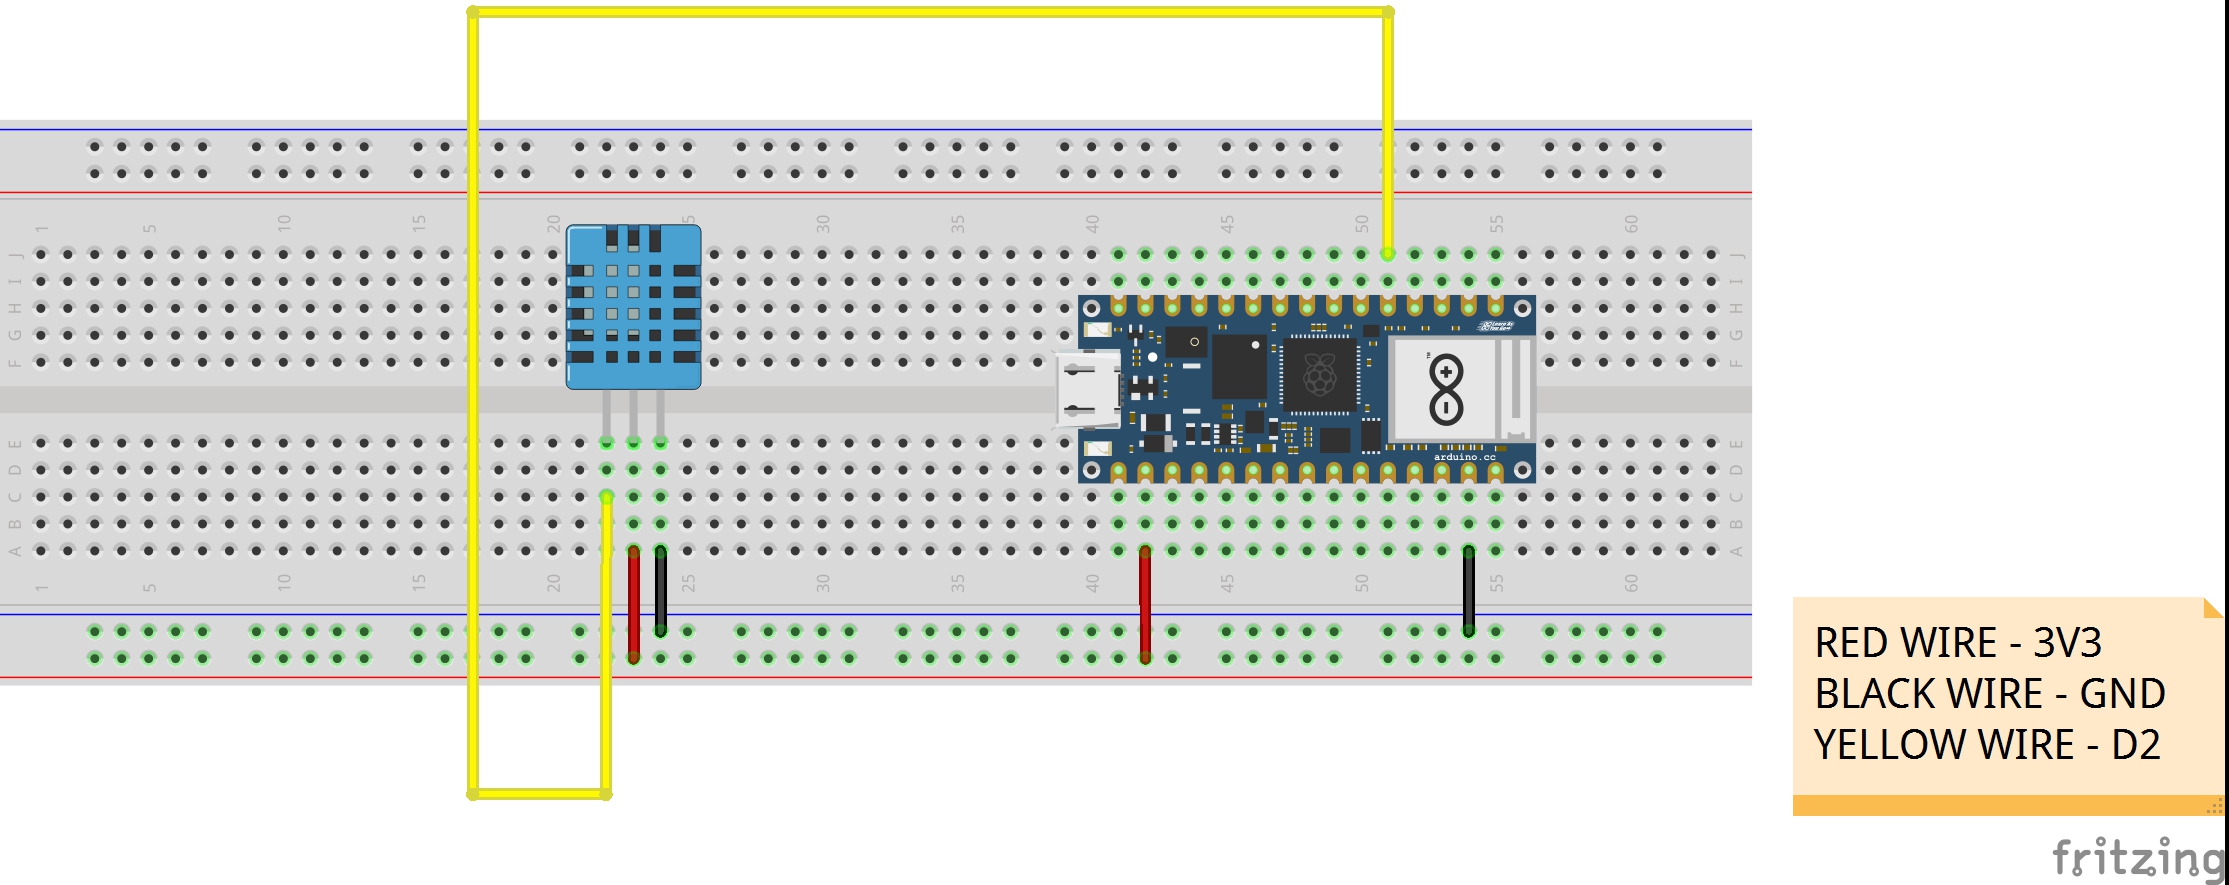 1 5 10 15 20 25 30 35 40 45 50 55 60
J J
I I
H H
G G
F F
E E
D D
arduino.cc
C C
B B
A A
1 5 10 15 20 25 30 35 40 45 50 55 60
RED WIRE - 3V3
BLACK WIRE - GND
YELLOW WIRE - D2
fritzing